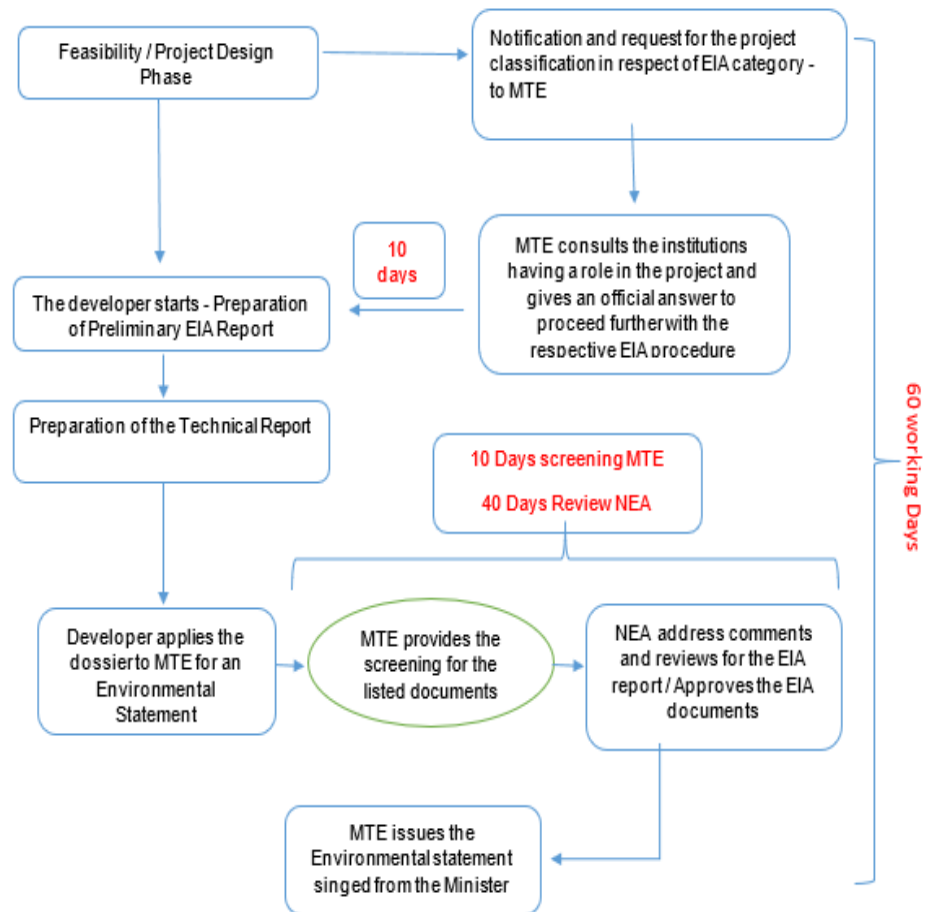 Feasibility / Project Design
Phase
Notification and request for the project
classification in respect of EIA category -
to MTE
10
days
MTE consults the institutions
having a role in the project and
gives an official answer to
proceed further with the
respective EIA procedure
The developer starts - Preparation
of Preliminary EIA Report
Preparation of the Technical Report
10 Days screening MTE
40 Days Review NEA
60 working Days
Developer applies the
dossierto MTE for an
Environmental
Statement
MTE provides the
screening for the
listed documents
NEA address comments
and reviews for the EIA
report / Approves the EIA
documents
MTE issues the
Environmental statement
singed from the Minister